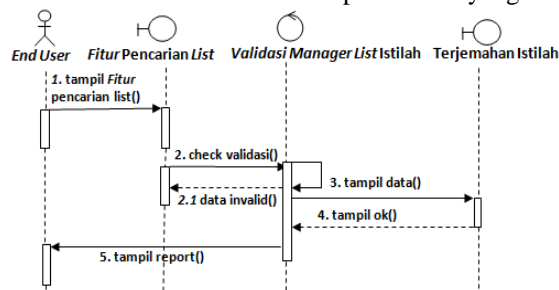 End User
Fitur Pencarian List
Validasi Manager List Istilah
Terjemahan Istilah
1. tampil Fitur
pencarian list()
2. check validasi()
2.1 data invalid()
3. tampil data()
4. tampil ok()
5. tampil report()